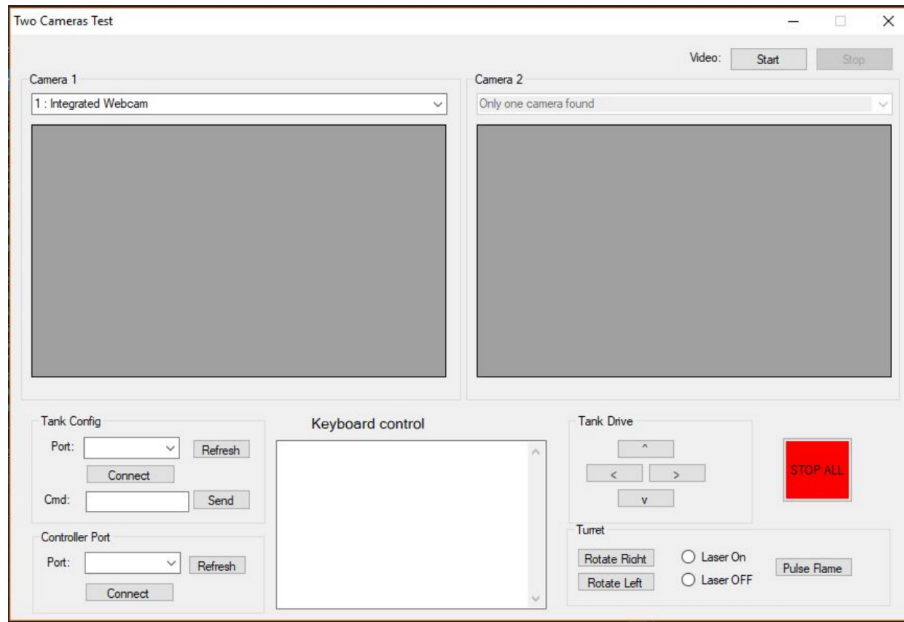 Two Cameras Test
Video: Start Stop
Camera 1
1 : Integrated Webcam
Camera 2
Only one camera found
Tank Config
Port: Refresh
Connect
Cmd: Send
Controller Port
Port: Refresh
Connect
Keyboard control
Tank Drive
^
< >
v
STOP ALL
Turret
Rotate Right Laser On
Rotate Left Laser OFF
Pulse Flame